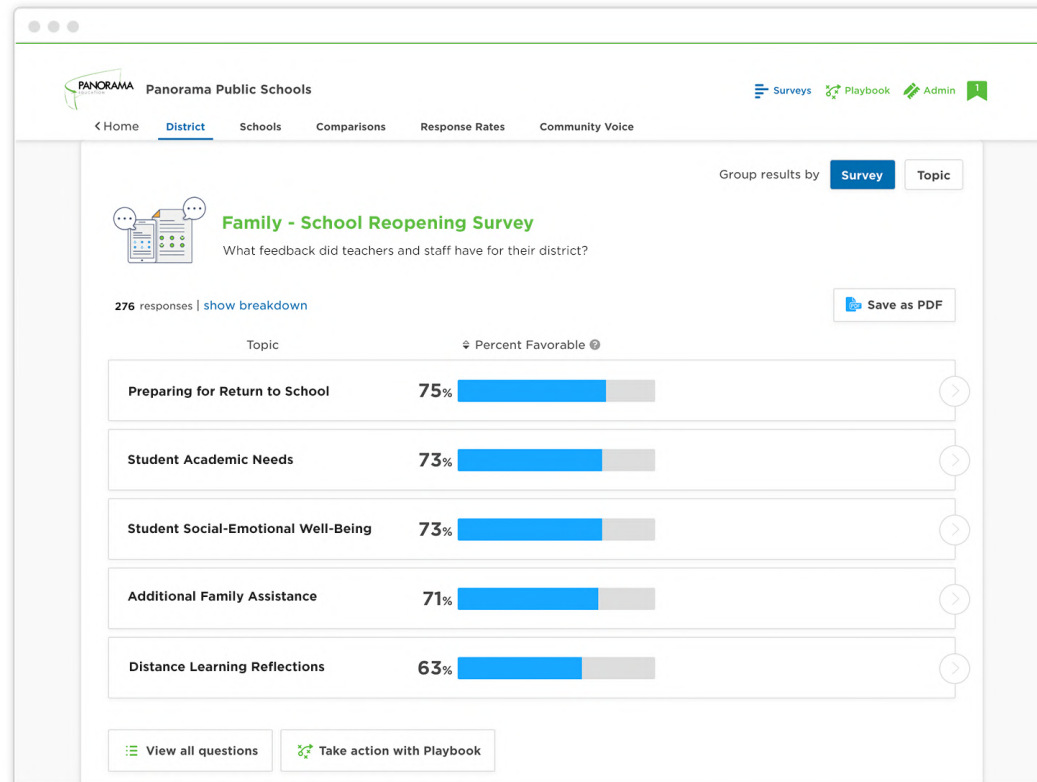 PANORAMA
EDUCATION
Panorama Public Schools
Surveys
Playbook
Admin
1
Home
District
Schools
Comparisons
Response Rates
Community Voice
Group results by
Survey
Topic
Family - School Reopening Survey
What feedback did teachers and staff have for their district?
276 responses | show breakdown
Save as PDF
Topic
Percent Favorable ?
Preparing for Return to School 75%
Student Academic Needs 73%
Student Social-Emotional Well-Being 73%
Additional Family Assistance 71%
Distance Learning Reflections 63%
View all questions
Take action with Playbook